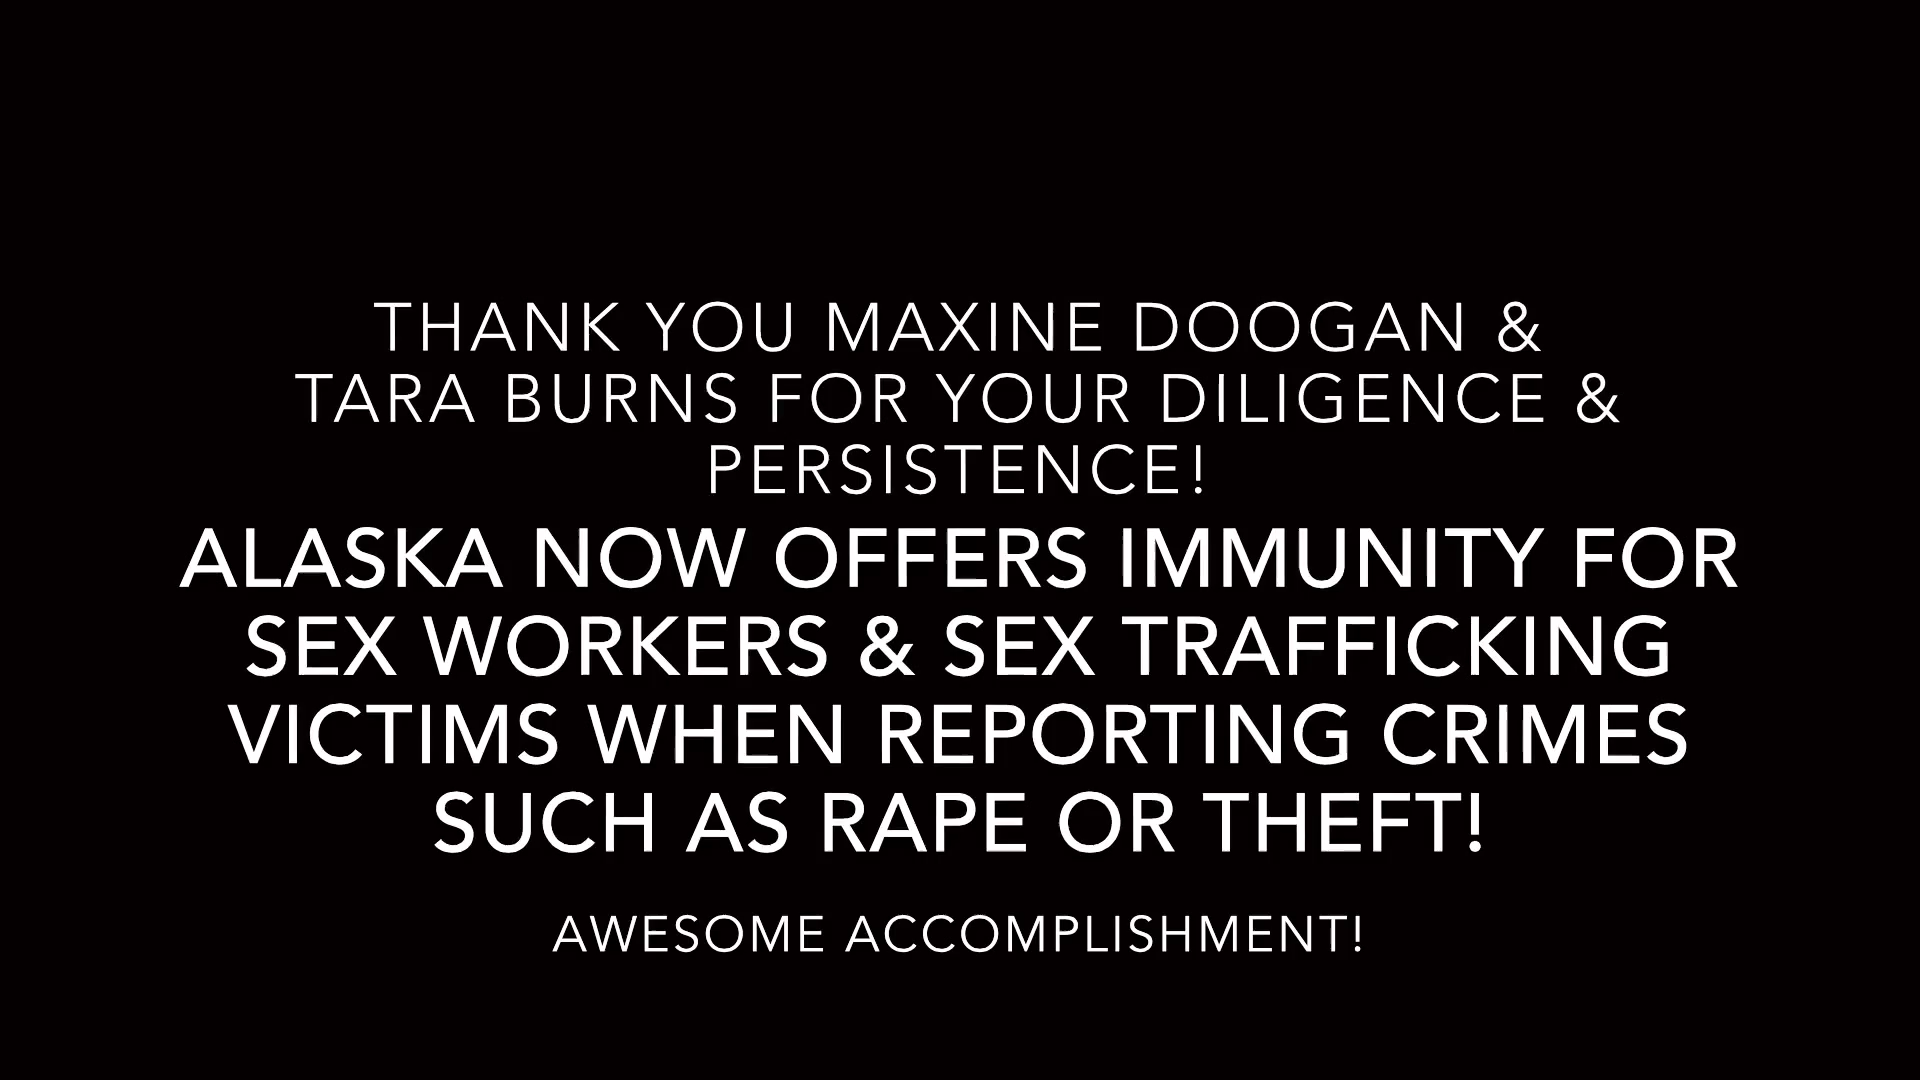 THANK YOU MAXINE DOOGAN &
TARA BURNS FOR YOUR DILIGENCE &
PERSISTENCE!
ALASKA NOW OFFERS IMMUNITY FOR
SEX WORKERS & SEX TRAFFICKING
VICTIMS WHEN REPORTING CRIMES
SUCH AS RAPE OR THEFT!
AWESOME ACCOMPLISHMENT!